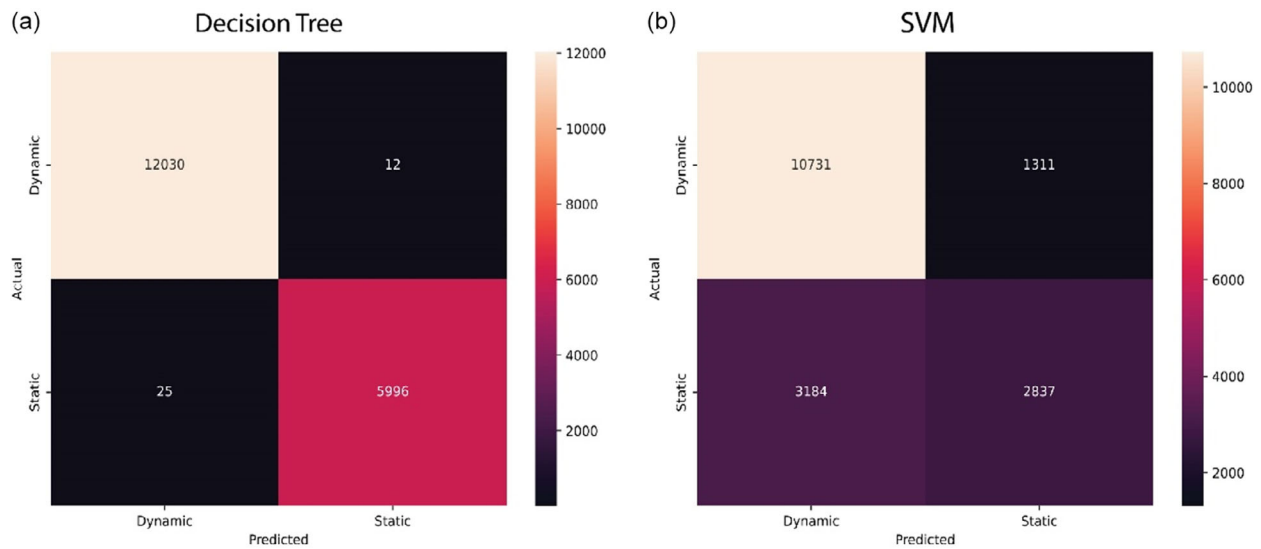 (a)
Decision Tree
Actual
Dynamic
Static
12030
12
25
5996
Dynamic
Static
Predicted
12000
10000
8000
6000
4000
2000
(b)
SVM
Actual
Dynamic
Static
10731
1311
3184
2837
Dynamic
Static
Predicted
10000
8000
6000
4000
2000